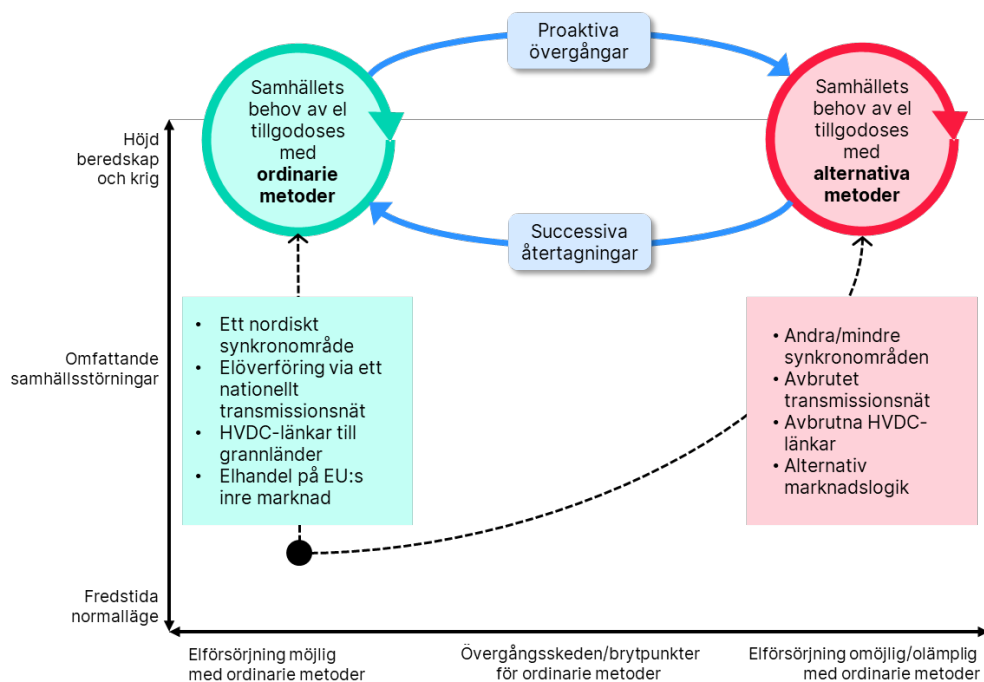 Proaktiva
övergångar
Samhällets
behov av el
tillgodoses
med
ordinarie
metoder
Samhällets
behov av el
tillgodoses
med
alternativa
metoder
Successiva
återtagningar
Höjd
beredskap
och krig
Omfattande
samhällsstörningar
Fredstida
normalläge
• Ett nordiskt
synkronområde
• Elöverföring via ett
nationellt
transmissionsnät
• HVDC-länkar till
grannländer
• Elhandel på EU:s
inre marknad
• Andra/mindre
synkronområden
• Avbrutet
transmissionsnät
• Avbrutna HVDC-
länkar
• Alternativ
marknadslogik
Elförsörjning möjlig
med ordinarie metoder
Övergångsskeden/brytpunkter
för ordinarie metoder
Elförsörjning omöjlig/olämplig
med ordinarie metoder